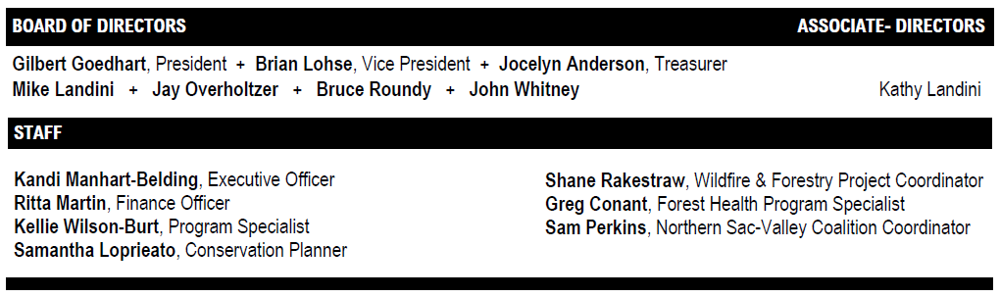 BOARD OF DIRECTORS ASSOCIATE- DIRECTORS
Gilbert Goedhart, President + Brian Lohse, Vice President + Jocelyn Anderson, Treasurer
Mike Landini + Jay Overholtzer + Bruce Roundy + John Whitney Kathy Landini
STAFF
Kandi Manhart-Belding, Executive Officer
Ritta Martin, Finance Officer
Kellie Wilson-Burt, Program Specialist
Samantha Loprieato, Conservation Planner
Shane Rakestraw, Wildfire & Forestry Project Coordinator
Greg Conant, Forest Health Program Specialist
Sam Perkins, Northern Sac-Valley Coalition Coordinator